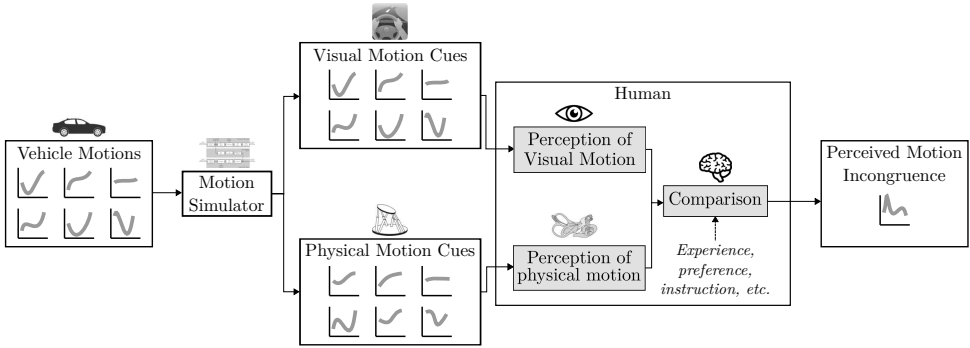 Vehicle Motions
Motion
Simulator
Visual Motion Cues
Physical Motion Cues
Human
Perception of
Visual Motion
Perception of
physical motion
Comparison
Experience,
preference,
instruction, etc.
Perceived Motion
Incongruence